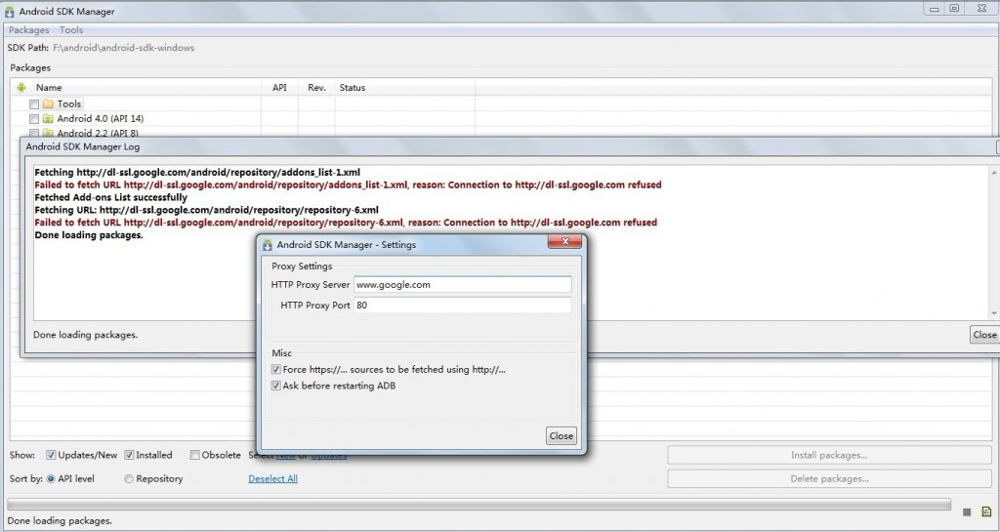 Android SDK Manager
Packages Tools
SDK Path: F:\android\android-sdk-windows
Packages
Name API Rev. Status
Tools
Android 4.0 (API 14)
Android 2.2 (API 8)
Android SDK Manager Log
Fetching http://dl-ssl.google.com/android/repository/addons_list-1.xml
Failed to fetch URL http://dl-ssl.google.com/android/repository/addons_list-1.xml, reason: Connection to http://dl-ssl.google.com refused
Fetched Add-ons List successfully
Fetching URL: http://dl-ssl.google.com/android/repository/repository-6.xml
Failed to fetch URL http://dl-ssl.google.com/android/repository/repository-6.xml, reason: Connection to http://dl-ssl.google.com refused
Done loading packages.
Android SDK Manager - Settings
Proxy Settings
HTTP Proxy Server www.google.com
HTTP Proxy Port 80
Done loading packages.
Close
Misc
Force https://... sources to be fetched using http://...
Ask before restarting ADB
Close
Show: Updates/New Installed Obsolete Select New or Updates
Install packages...
Sort by: API level Repository Deselect All
Delete packages...
Done loading packages.